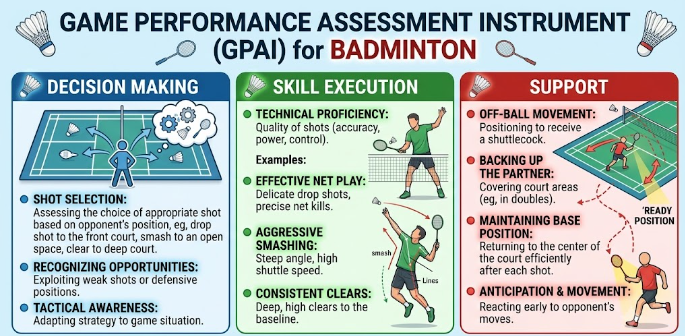 GAME PERFORMANCE ASSESSMENT INSTRUMENT
(GPAI) for BADMINTON
DECISION MAKING
SHOT SELECTION:
Assessing the choice of appropriate shot
based on opponent's position, eg, drop
shot to the front court, smash to an open
space, clear to deep court.
RECOGNIZING OPPORTUNITIES:
Exploiting weak shots or defensive
positions.
TACTICAL AWARENESS:
Adapting strategy to game situation.
SKILL EXECUTION
TECHNICAL PROFICIENCY:
Quality of shots (accuracy,
power, control).
Examples:
EFFECTIVE NET PLAY:
Delicate drop shots,
precise net kills.
AGGRESSIVE
SMASHING:
Steep angle, high
shuttle speed.
CONSISTENT CLEARS:
Deep, high clears to the
baseline.
smash
Lines
SUPPORT
OFF-BALL MOVEMENT:
Positioning to receive
a shuttlecock.
BACKING UP
THE PARTNER:
Covering court areas
(eg, in doubles).
MAINTAINING BASE
POSITION:
Returning to the center of
the court efficiently
after each shot.
ANTICIPATION & MOVEMENT:
Reacting early to opponent's
moves.
'READY
POSITION